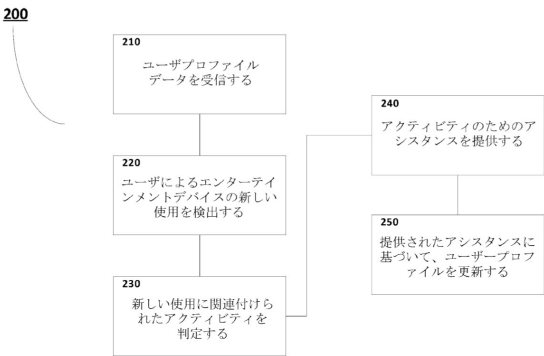 200
210
ユーザプロファイル
データを受信する
220
ユーザによるエンターテイ
ンメントデバイスの新しい
使用を検出する
230
新しい使用に関連付けら
れたアクティビティを
判定する
240
アクティビティのためのア
シスタンスを提供する
250
提供されたアシスタンスに
基づいて、ユーザープロフ
ァイルを更新する